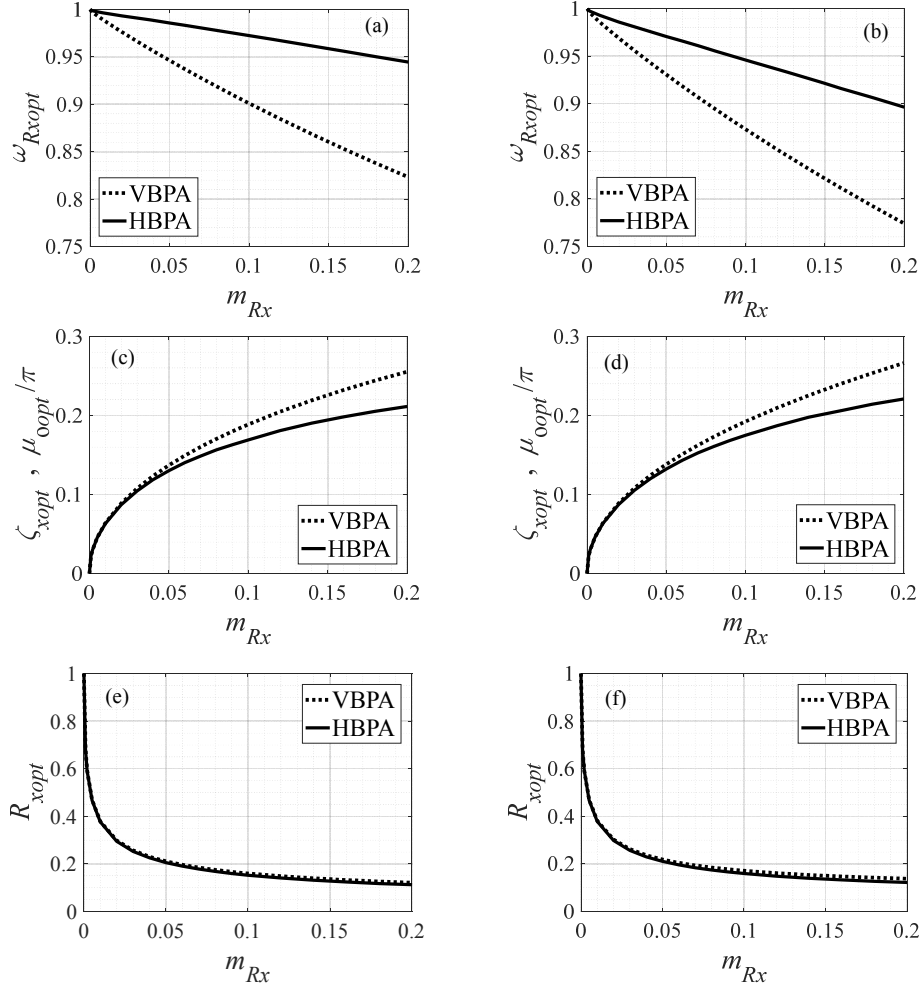 (a)
1
0.95
0.9
0.85
0.8
0.75
ω_Rxopt
VBPA
HBPA
0 0.05 0.1 0.15 0.2
m_Rx
(b)
1
0.95
0.9
0.85
0.8
0.75
ω_Rxopt
VBPA
HBPA
0 0.05 0.1 0.15 0.2
m_Rx
(c)
0.3
0.2
0.1
0
ζ_xopt , μ_0opt/π
VBPA
HBPA
0 0.05 0.1 0.15 0.2
m_Rx
(d)
0.3
0.2
0.1
0
ζ_xopt , μ_0opt/π
VBPA
HBPA
0 0.05 0.1 0.15 0.2
m_Rx
(e)
1
0.8
0.6
0.4
0.2
0
R_xopt
VBPA
HBPA
0 0.05 0.1 0.15 0.2
m_Rx
(f)
1
0.8
0.6
0.4
0.2
0
R_xopt
VBPA
HBPA
0 0.05 0.1 0.15 0.2
m_Rx